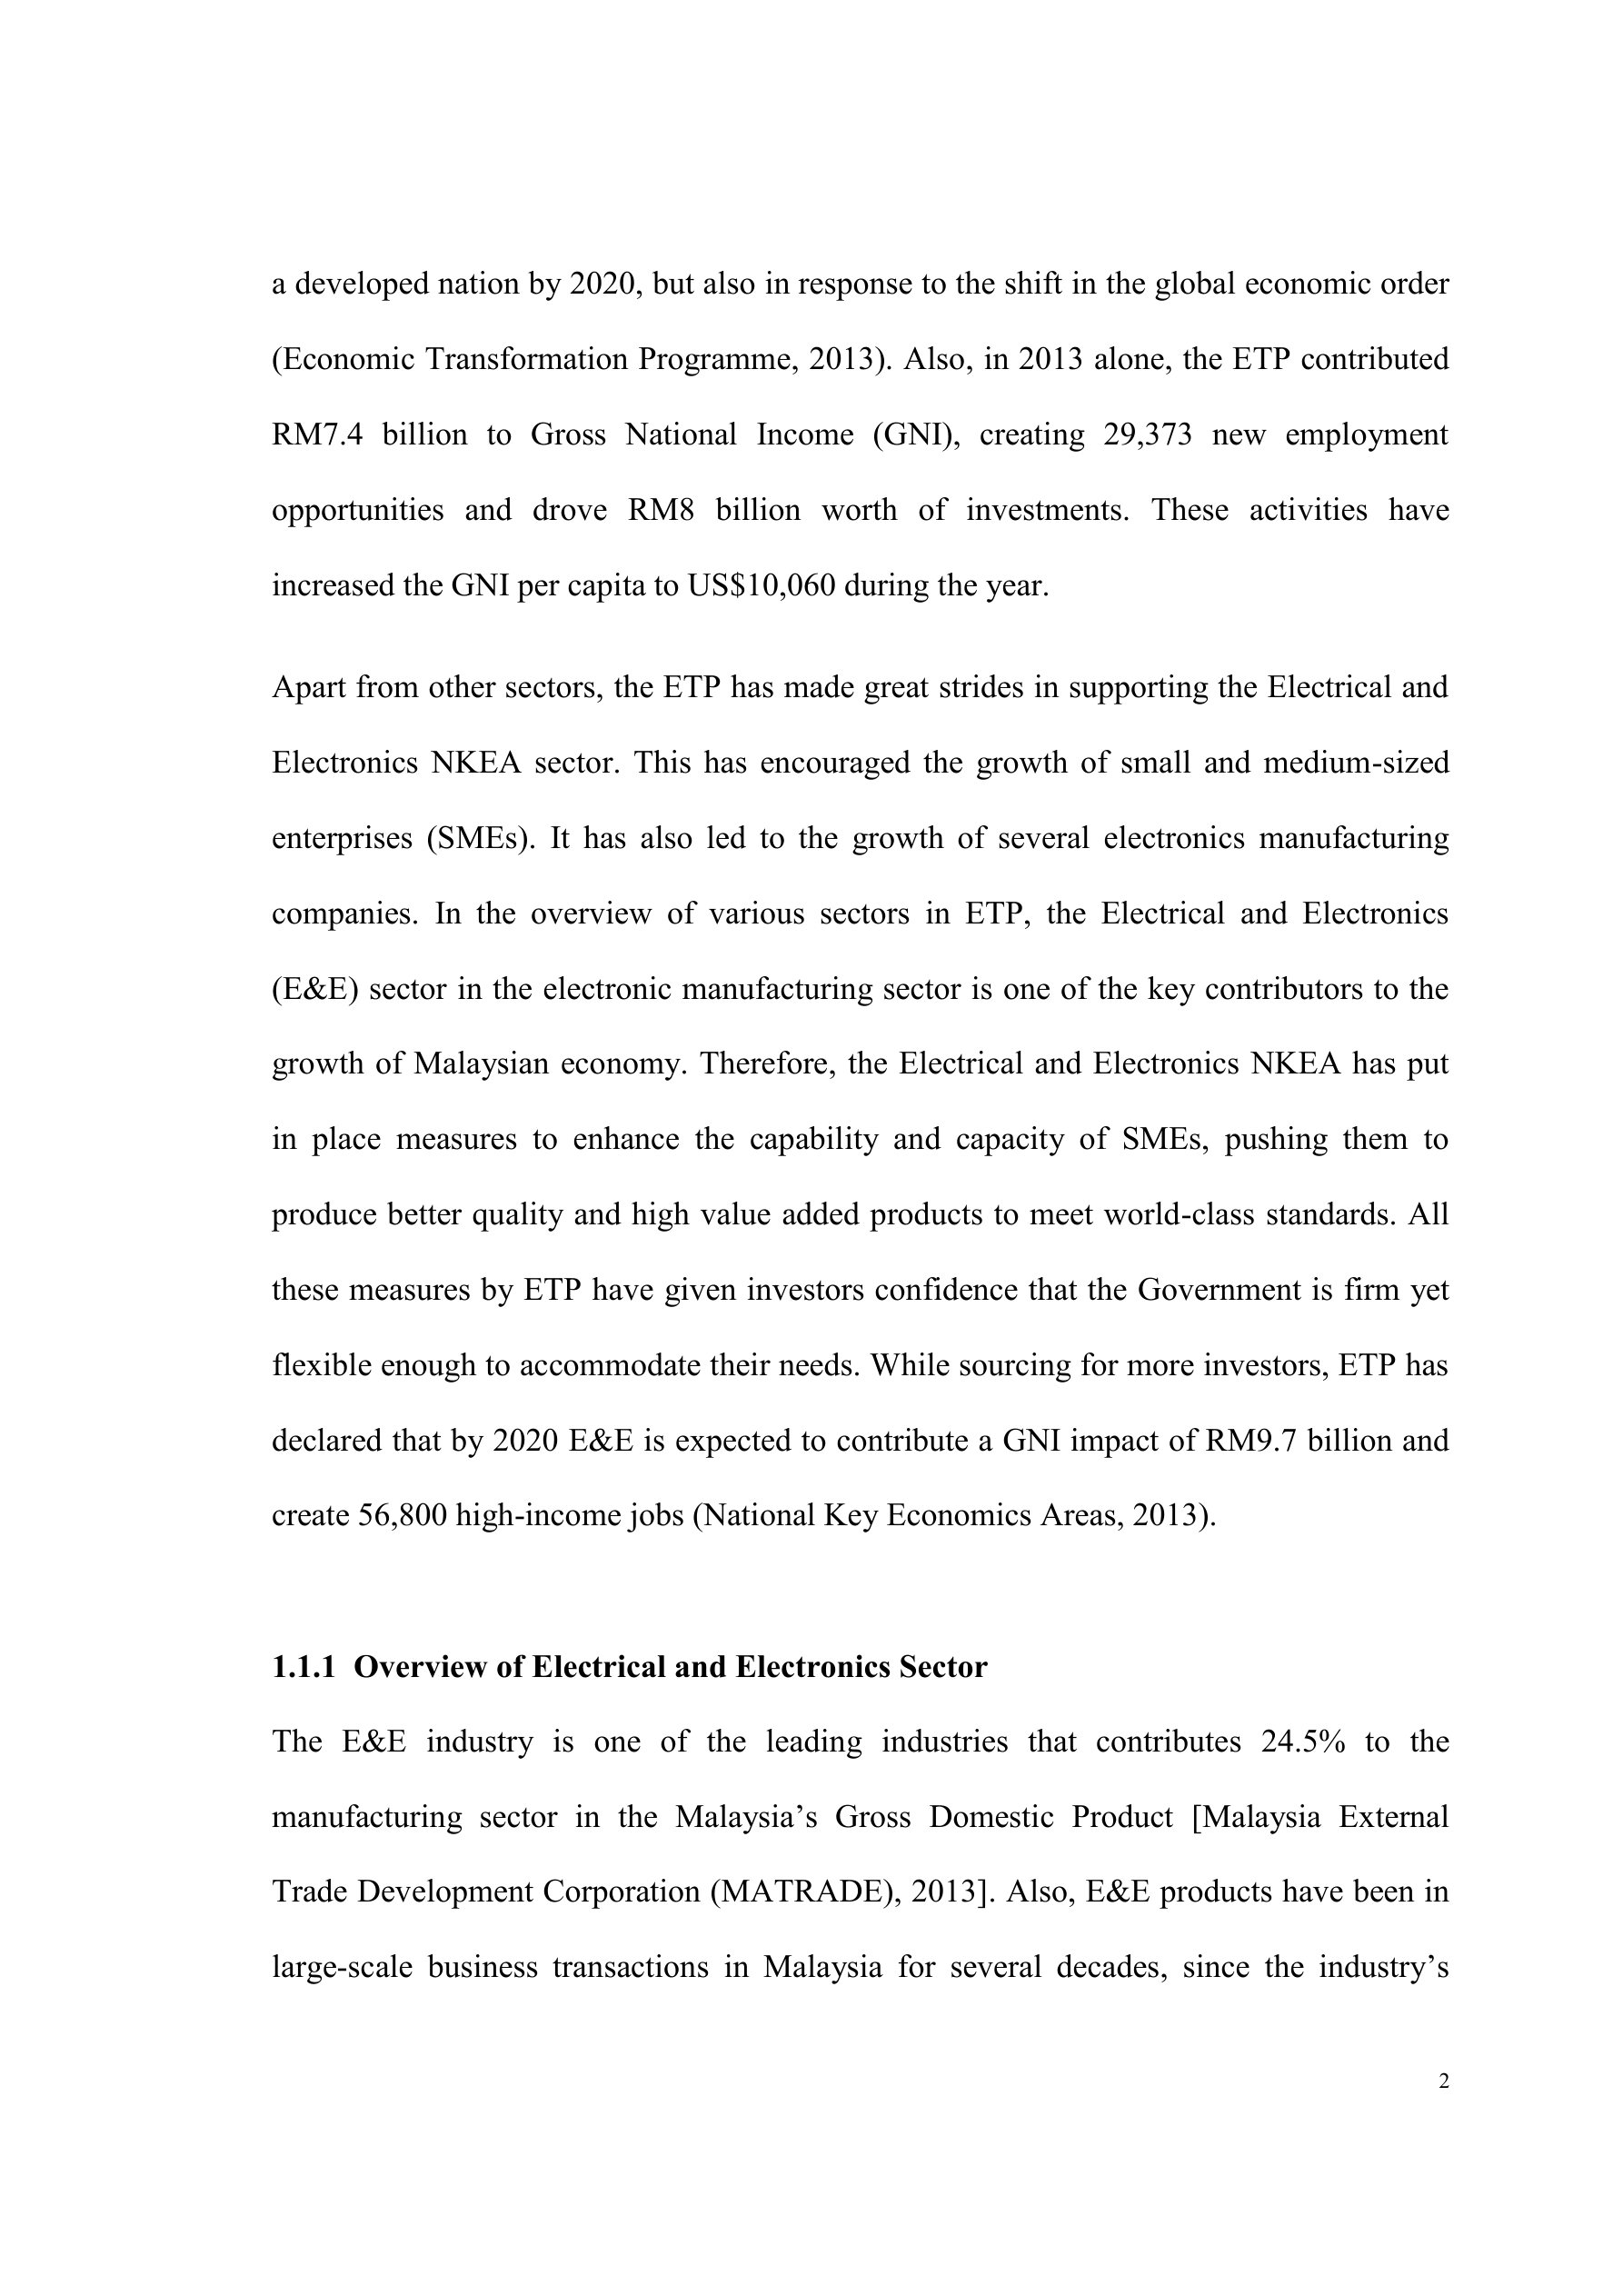 a developed nation by 2020, but also in response to the shift in the global economic order
(Economic Transformation Programme, 2013). Also, in 2013 alone, the ETP contributed
RM7.4 billion to Gross National Income (GNI), creating 29,373 new employment
opportunities and drove RM8 billion worth of investments. These activities have
increased the GNI per capita to US$10,060 during the year.
Apart from other sectors, the ETP has made great strides in supporting the Electrical and
Electronics NKEA sector. This has encouraged the growth of small and medium-sized
enterprises (SMEs). It has also led to the growth of several electronics manufacturing
companies. In the overview of various sectors in ETP, the Electrical and Electronics
(E&E) sector in the electronic manufacturing sector is one of the key contributors to the
growth of Malaysian economy. Therefore, the Electrical and Electronics NKEA has put
in place measures to enhance the capability and capacity of SMEs, pushing them to
produce better quality and high value added products to meet world-class standards. All
these measures by ETP have given investors confidence that the Government is firm yet
flexible enough to accommodate their needs. While sourcing for more investors, ETP has
declared that by 2020 E&E is expected to contribute a GNI impact of RM9.7 billion and
create 56,800 high-income jobs (National Key Economics Areas, 2013).
1.1.1 Overview of Electrical and Electronics Sector
The E&E industry is one of the leading industries that contributes 24.5% to the
manufacturing sector in the Malaysia’s Gross Domestic Product [Malaysia External
Trade Development Corporation (MATRADE), 2013]. Also, E&E products have been in
large-scale business transactions in Malaysia for several decades, since the industry’s
2